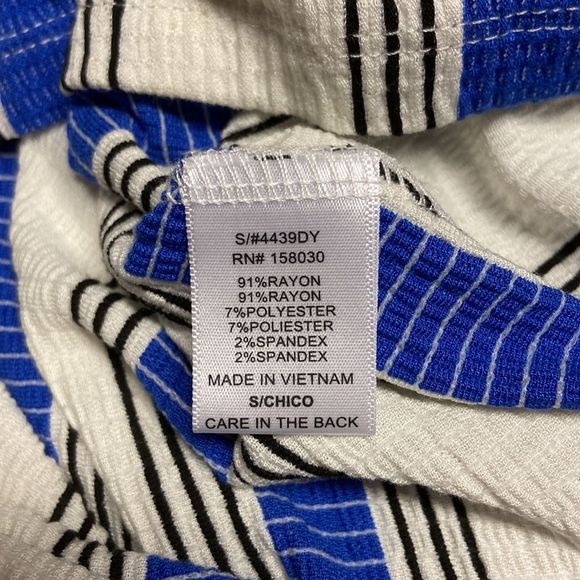 S/#4439DY
RN# 158030
91%RAYON
91%RAYON
7%POLYESTER
7%POLIESTER
2%SPANDEX
2%SPANDEX
MADE IN VIETNAM
S/CHICO
CARE IN THE BACK